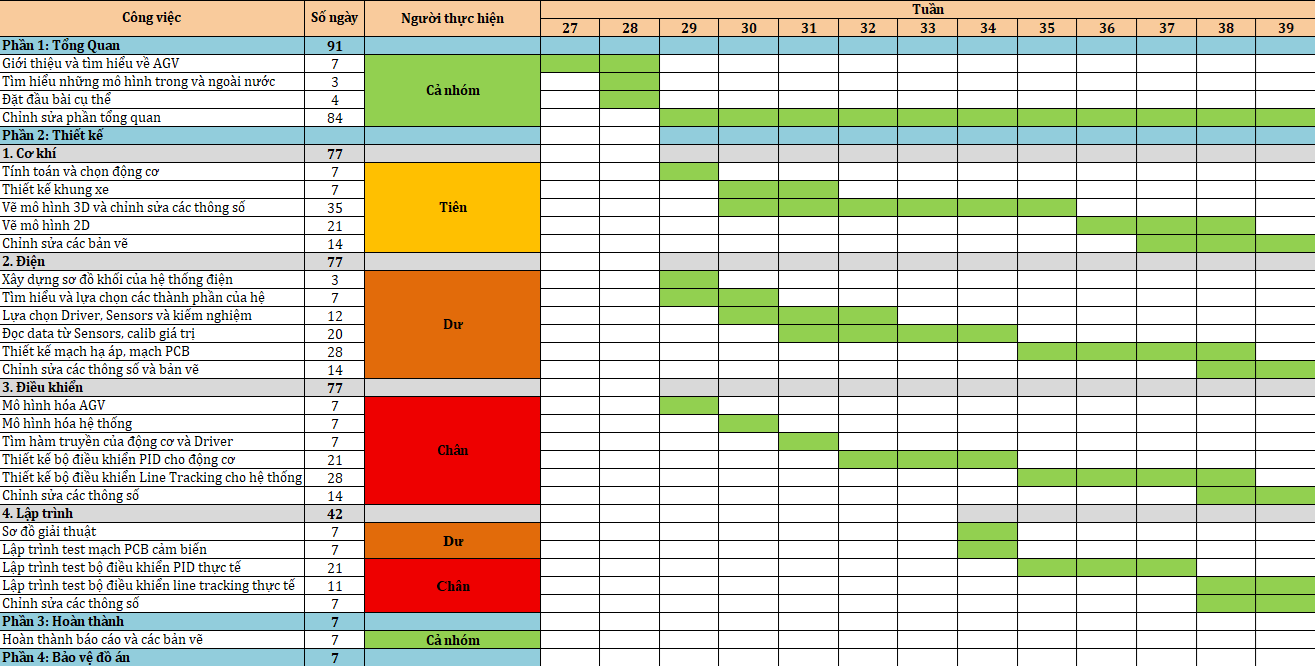 Công việc Số ngày Người thực hiện Tuần
27 28 29 30 31 32 33 34 35 36 37 38 39
Phần 1: Tổng Quan 91
Giới thiệu và tìm hiểu về AGV 7
Tìm hiểu những mô hình trong và ngoài nước 3
Cả nhóm
Đặt đầu bài cụ thể 4
Chỉnh sửa phần tổng quan 84
Phần 2: Thiết kế
1. Cơ khí 77
Tính toán và chọn động cơ 7
Thiết kế khung xe 7
Vẽ mô hình 3D và chỉnh sửa các thông số 35 Tiên
Vẽ mô hình 2D 21
Chỉnh sửa các bản vẽ 14
2. Điện 77
Xây dựng sơ đồ khối của hệ thống điện 3
Tìm hiểu và lựa chọn các thành phần của hệ 7
Lựa chọn Driver, Sensors và kiểm nghiệm 12
Dư
Đọc data từ Sensors, calib giá trị 20
Thiết kế mạch hạ áp, mạch PCB 28
Chỉnh sửa các thông số và bản vẽ 14
3. Điều khiển 77
Mô hình hóa AGV 7
Mô hình hóa hệ thống 7
Tìm hàm truyền của động cơ và Driver 7
Chân
Thiết kế bộ điều khiển PID cho động cơ 21
Thiết kế bộ điều khiển Line Tracking cho hệ thống 28
Chỉnh sửa các thông số 14
4. Lập trình 42
Sơ đồ giải thuật 7
Dư
Lập trình test mạch PCB cảm biến 7
Lập trình test bộ điều khiển PID thực tế 21
Lập trình test bộ điều khiển line tracking thực tế 11 Chân
Chỉnh sửa các thông số 7
Phần 3: Hoàn thành 7
Hoàn thành báo cáo và các bản vẽ 7 Cả nhóm
Phần 4: Bảo vệ đồ án 7